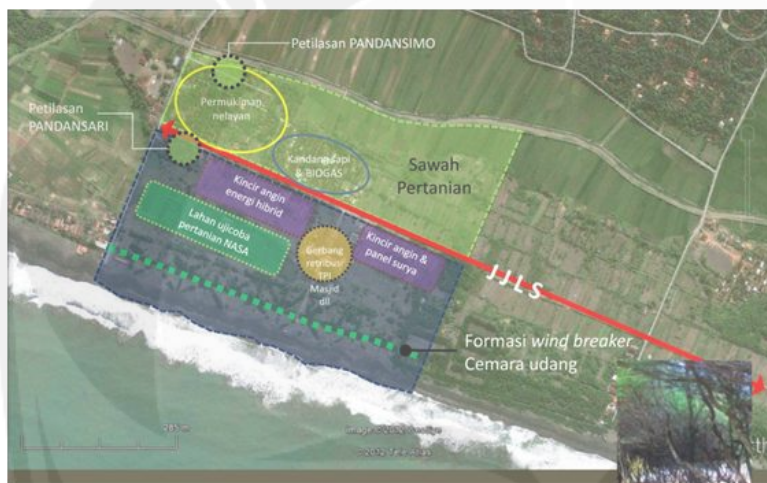 Petilasan PANDANSIMO
Permukiman
nelayan
Petilasan
PANDANSARI
Kandang sapi
& BIOGAS
Sawah
Pertanian
Kincir angin
energi hibrid
Lahan ujicoba
pertanian NASA
Gerbang
retribusi
TPI
Masjid
dll
Kincir angin &
panel surya
JJLS
Formasi wind breaker
Cemara udang
285 m